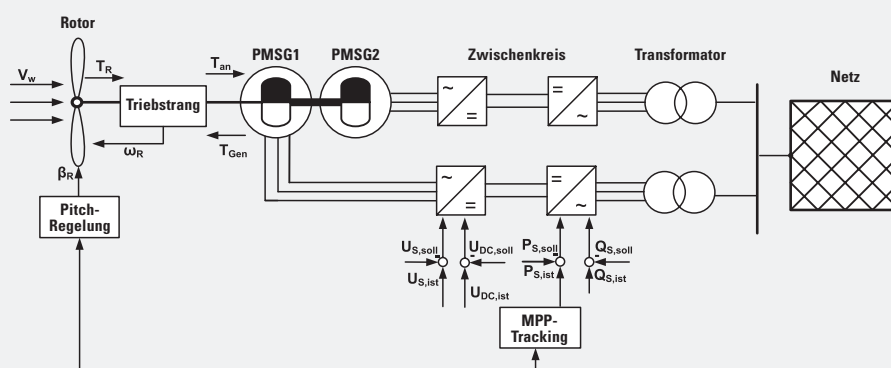 Rotor
PMSG1
PMSG2
Zwischenkreis
Transformator
Netz
V_w
T_R
T_an
~
=
=
~
Triebstrang
ω_R
T_Gen
β_R
~
=
=
~
Pitch-
Regelung
U_S,soll
U_DC,soll
P_S,soll
Q_S,soll
-
-
-
-
U_S,ist
U_DC,ist
P_S,ist
Q_S,ist
MPP-
Tracking